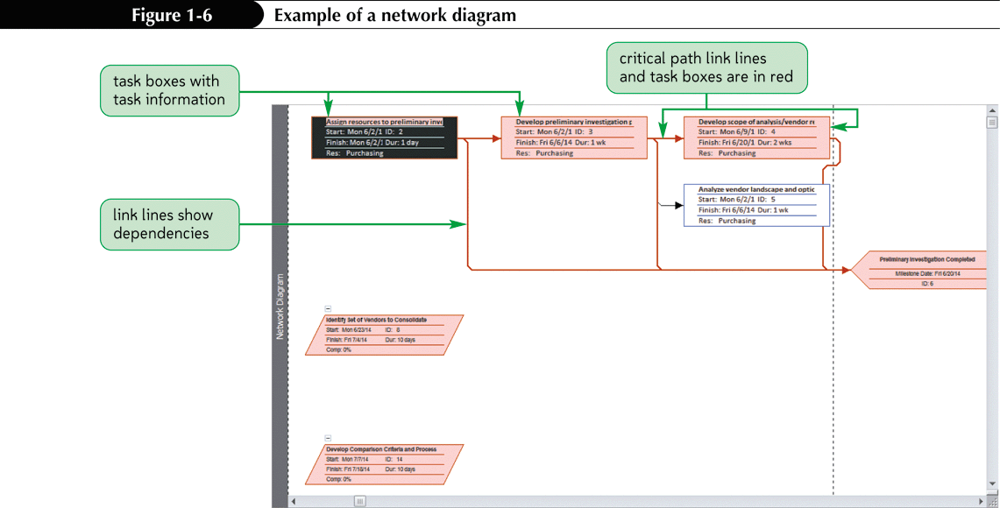 Figure 1-6
Example of a network diagram
task boxes with
task information
critical path link lines
and task boxes are in red
link lines show
dependencies
Network Diagram
Assign resources to preliminary inve
Start: Mon 6/2/1 ID: 2
Finish: Mon 6/2/1 Dur: 1 day
Res: Purchasing
Develop preliminary investigation p
Start: Mon 6/2/1 ID: 3
Finish: Fri 6/6/14 Dur: 1 wk
Res: Purchasing
Develop scope of analysis/vendor re
Start: Mon 6/9/1 ID: 4
Finish: Fri 6/20/1 Dur: 2 wks
Res: Purchasing
Analyze vendor landscape and optic
Start: Mon 6/2/1 ID: 5
Finish: Fri 6/6/14 Dur: 1 wk
Res: Purchasing
Preliminary Investigation Completed
Milestone Date: Fri 6/20/14
ID: 6
Identify Set of Vendors to Consolidate
Start: Mon 6/23/14 ID: 8
Finish: Fri 7/4/14 Dur: 10 days
Comp: 0%
Develop Comparison Criteria and Process
Start: Mon 7/7/14 ID: 14
Finish: Fri 7/18/14 Dur: 10 days
Comp: 0%